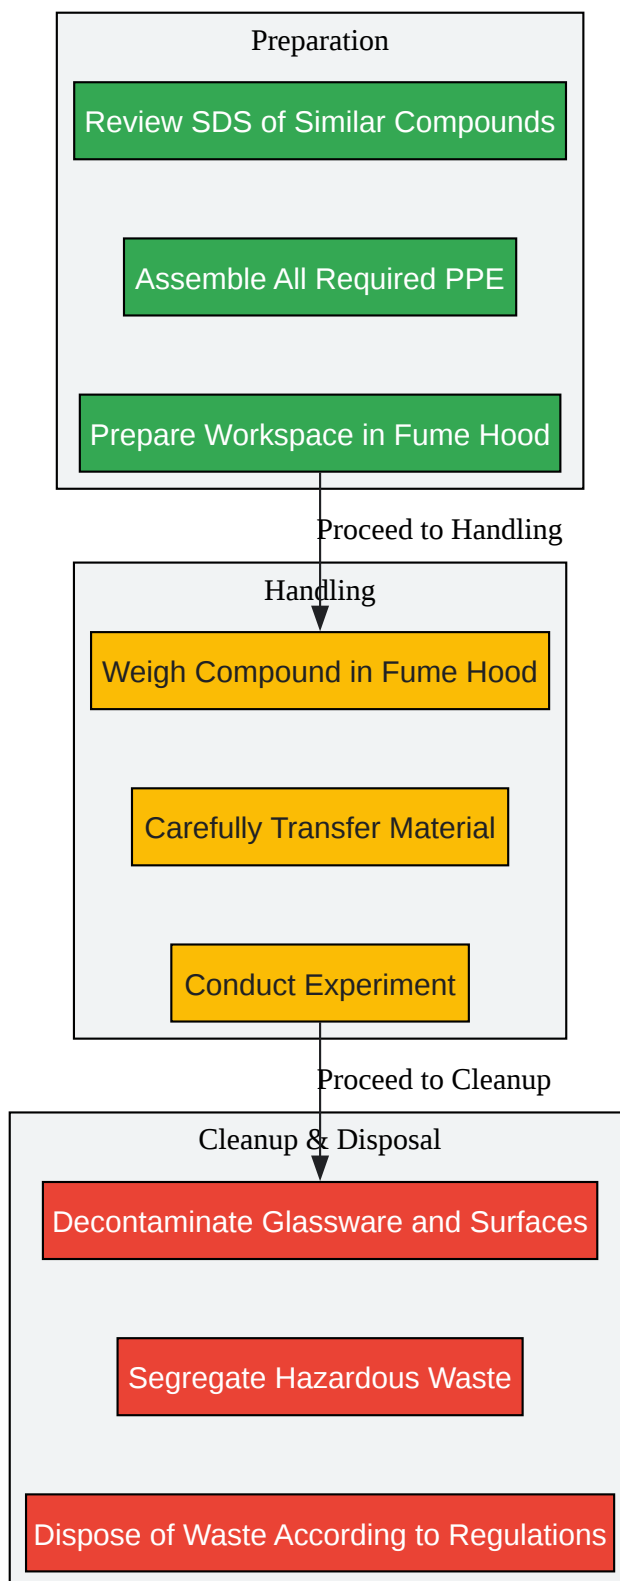 Preparation
Review SDS of Similar Compounds
Assemble All Required PPE
Prepare Workspace in Fume Hood
Proceed to Handling
Handling
Weigh Compound in Fume Hood
Carefully Transfer Material
Conduct Experiment
Proceed to Cleanup
Cleanup & Disposal
Decontaminate Glassware and Surfaces
Segregate Hazardous Waste
Dispose of Waste According to Regulations